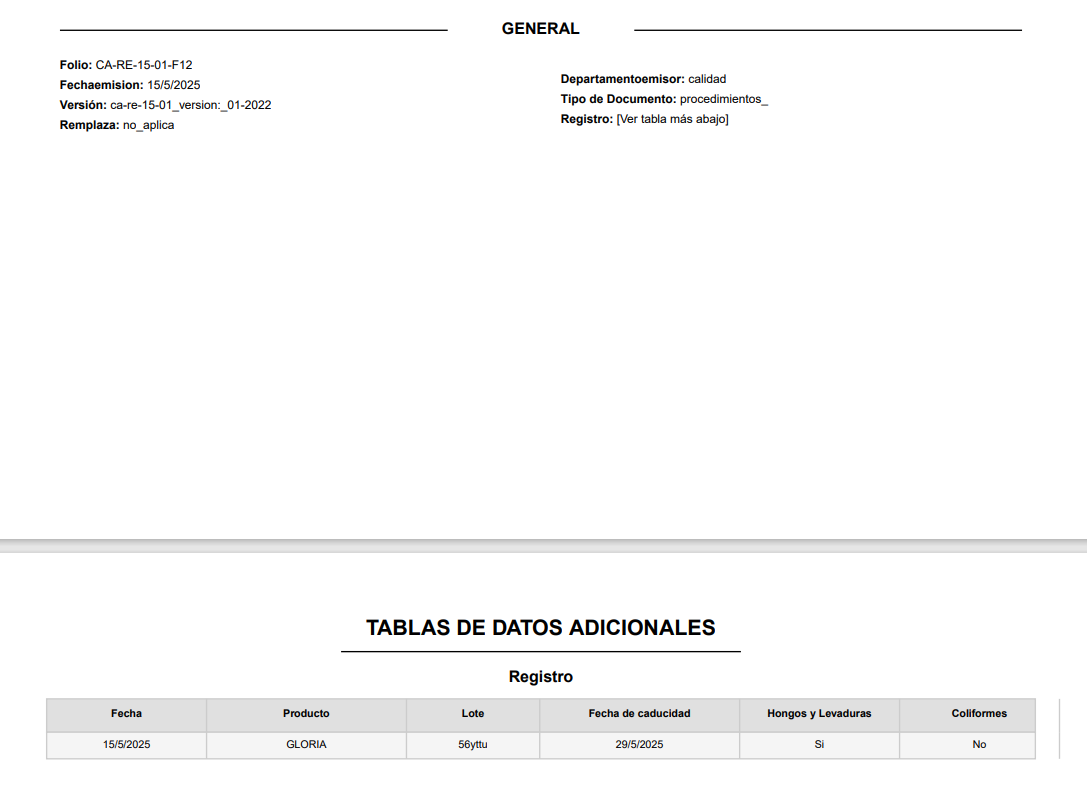 GENERAL
Folio: CA-RE-15-01-F12
Fechaemision: 15/5/2025
Versión: ca-re-15-01_version:_01-2022
Remplaza: no_aplica
Departamentoemisor: calidad
Tipo de Documento: procedimientos_
Registro: [Ver tabla más abajo]
TABLAS DE DATOS ADICIONALES
Registro
Fecha Producto Lote Fecha de caducidad Hongos y Levaduras Coliformes
15/5/2025 GLORIA 56yttu 29/5/2025 Si No